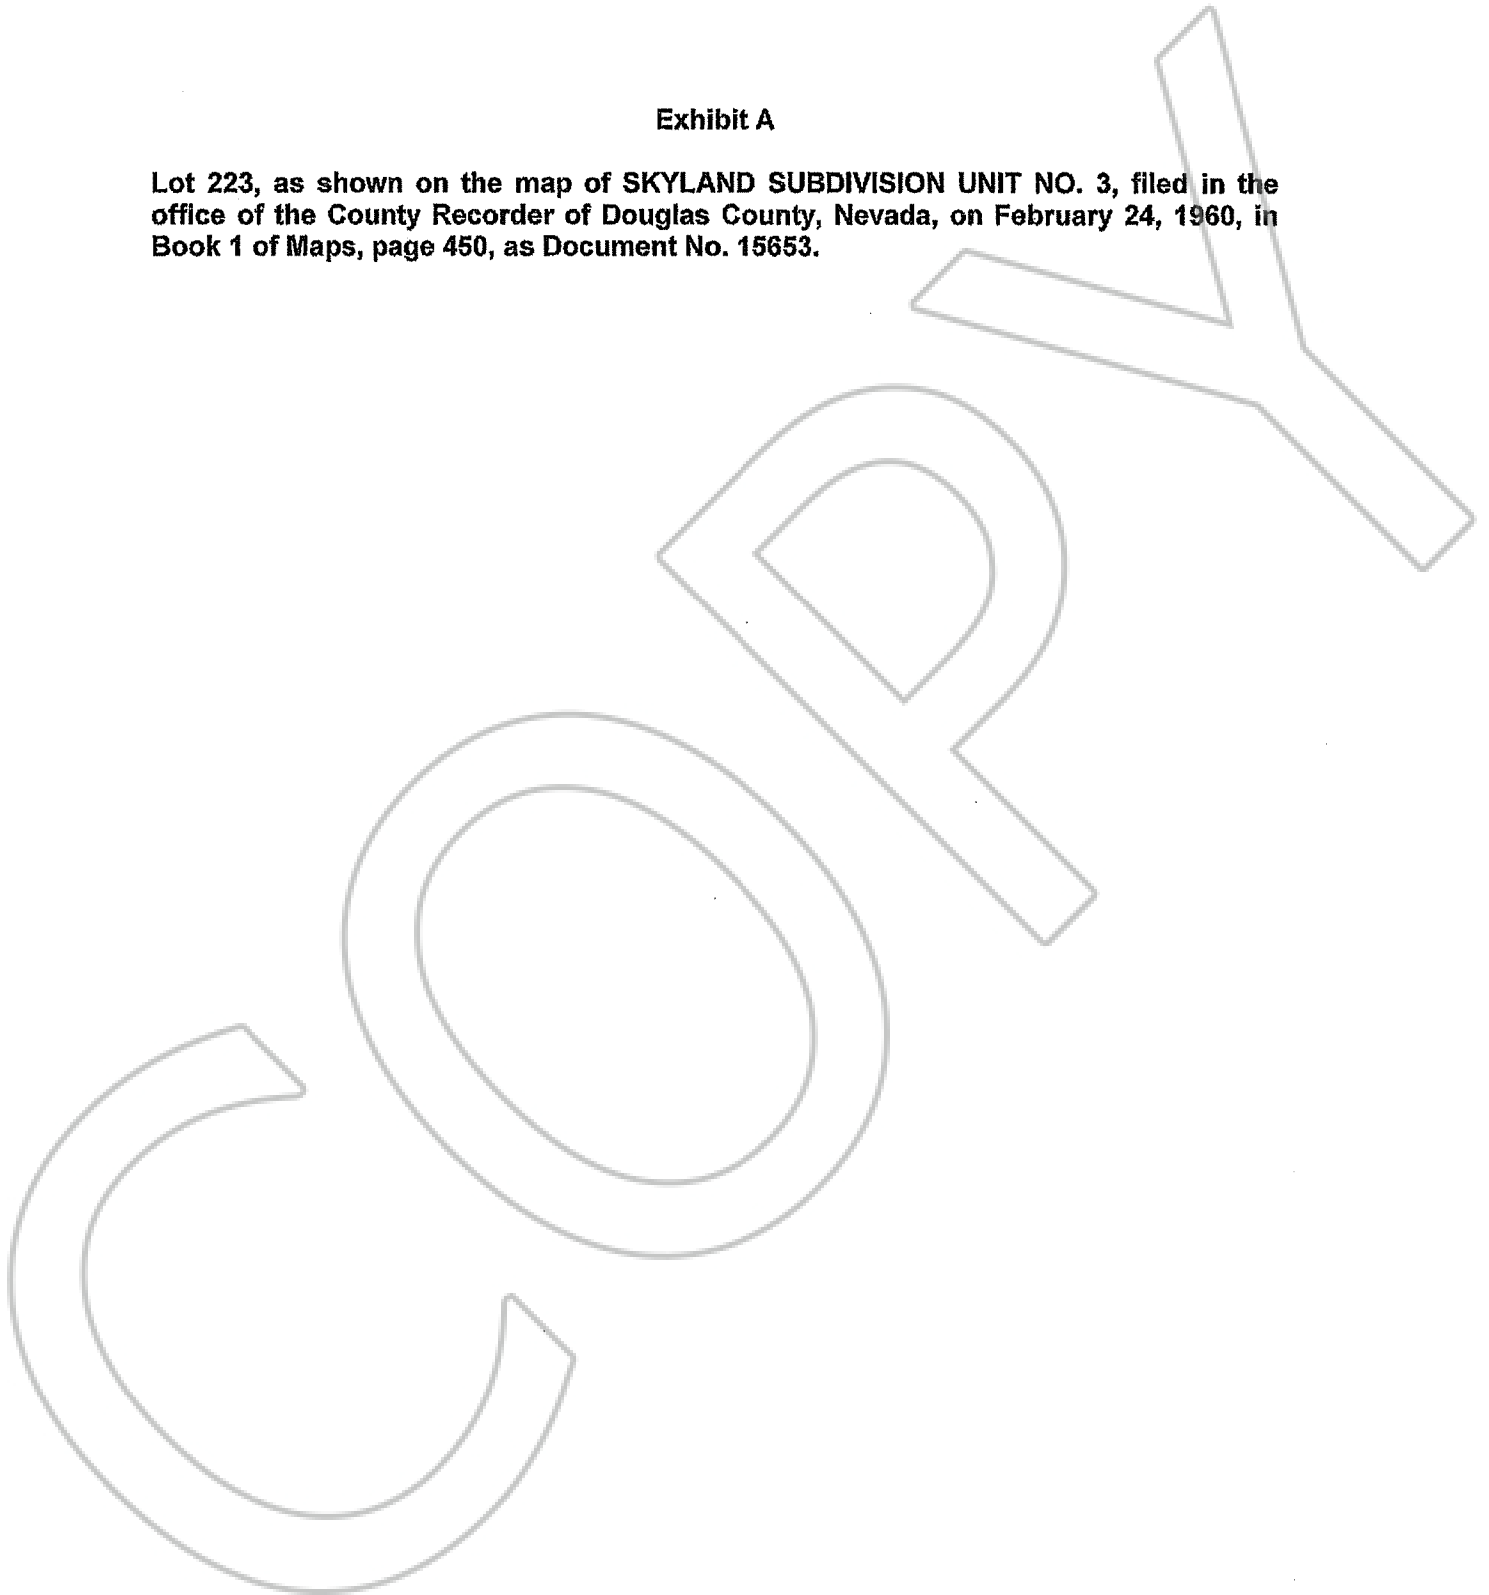 Exhibit A
Lot 223, as shown on the map of SKYLAND SUBDIVISION UNIT NO. 3, filed in the
office of the County Recorder of Douglas County, Nevada, on February 24, 1960, in
Book 1 of Maps, page 450, as Document No. 15653.
COPY